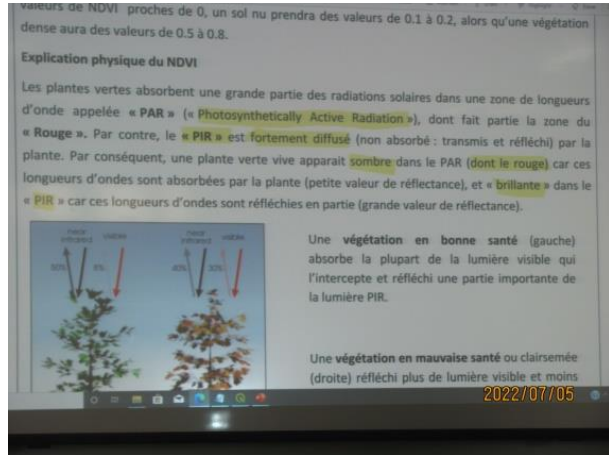 valeurs de NDVI proches de 0, un sol nu prendra des valeurs de 0.1 à 0.2, alors qu'une végétation
dense aura des valeurs de 0.5 à 0.8.
Explication physique du NDVI
Les plantes vertes absorbent une grande partie des radiations solaires dans une zone de longueurs
d'onde appelée « PAR » (« Photosynthetically Active Radiation »), dont fait partie la zone du
« Rouge ». Par contre, le « PIR » est fortement diffusé (non absorbé : transmis et réfléchi) par la
plante. Par conséquent, une plante verte vive apparait sombre dans le PAR (dont le rouge) car ces
longueurs d'ondes sont absorbées par la plante (petite valeur de réflectance), et « brillante » dans le
« PIR » car ces longueurs d'ondes sont réfléchies en partie (grande valeur de réflectance).
near infrared visible
50% 8%
near infrared visible
40% 30%
Une végétation en bonne santé (gauche)
absorbe la plupart de la lumière visible qui
l'intercepte et réfléchi une partie importante de
la lumière PIR.
Une végétation en mauvaise santé ou clairsemée
(droite) réfléchi plus de lumière visible et moins
2022/07/05